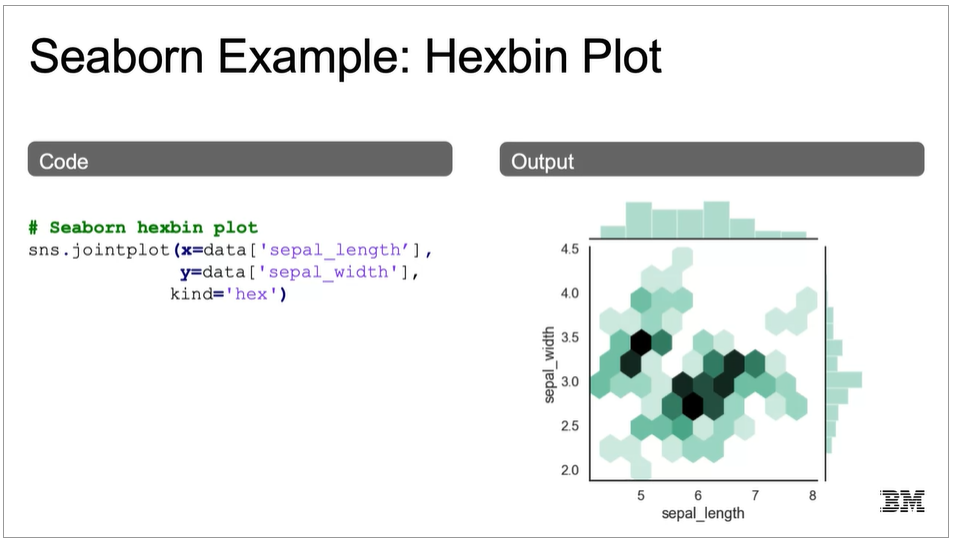 Seaborn Example: Hexbin Plot
Code
# Seaborn hexbin plot
sns.jointplot(x=data['sepal_length’],
y=data['sepal_width'],
kind='hex')
Output
4.5
4.0
3.5
3.0
2.5
2.0
sepal_width
5 6 7 8
sepal_length
IBM